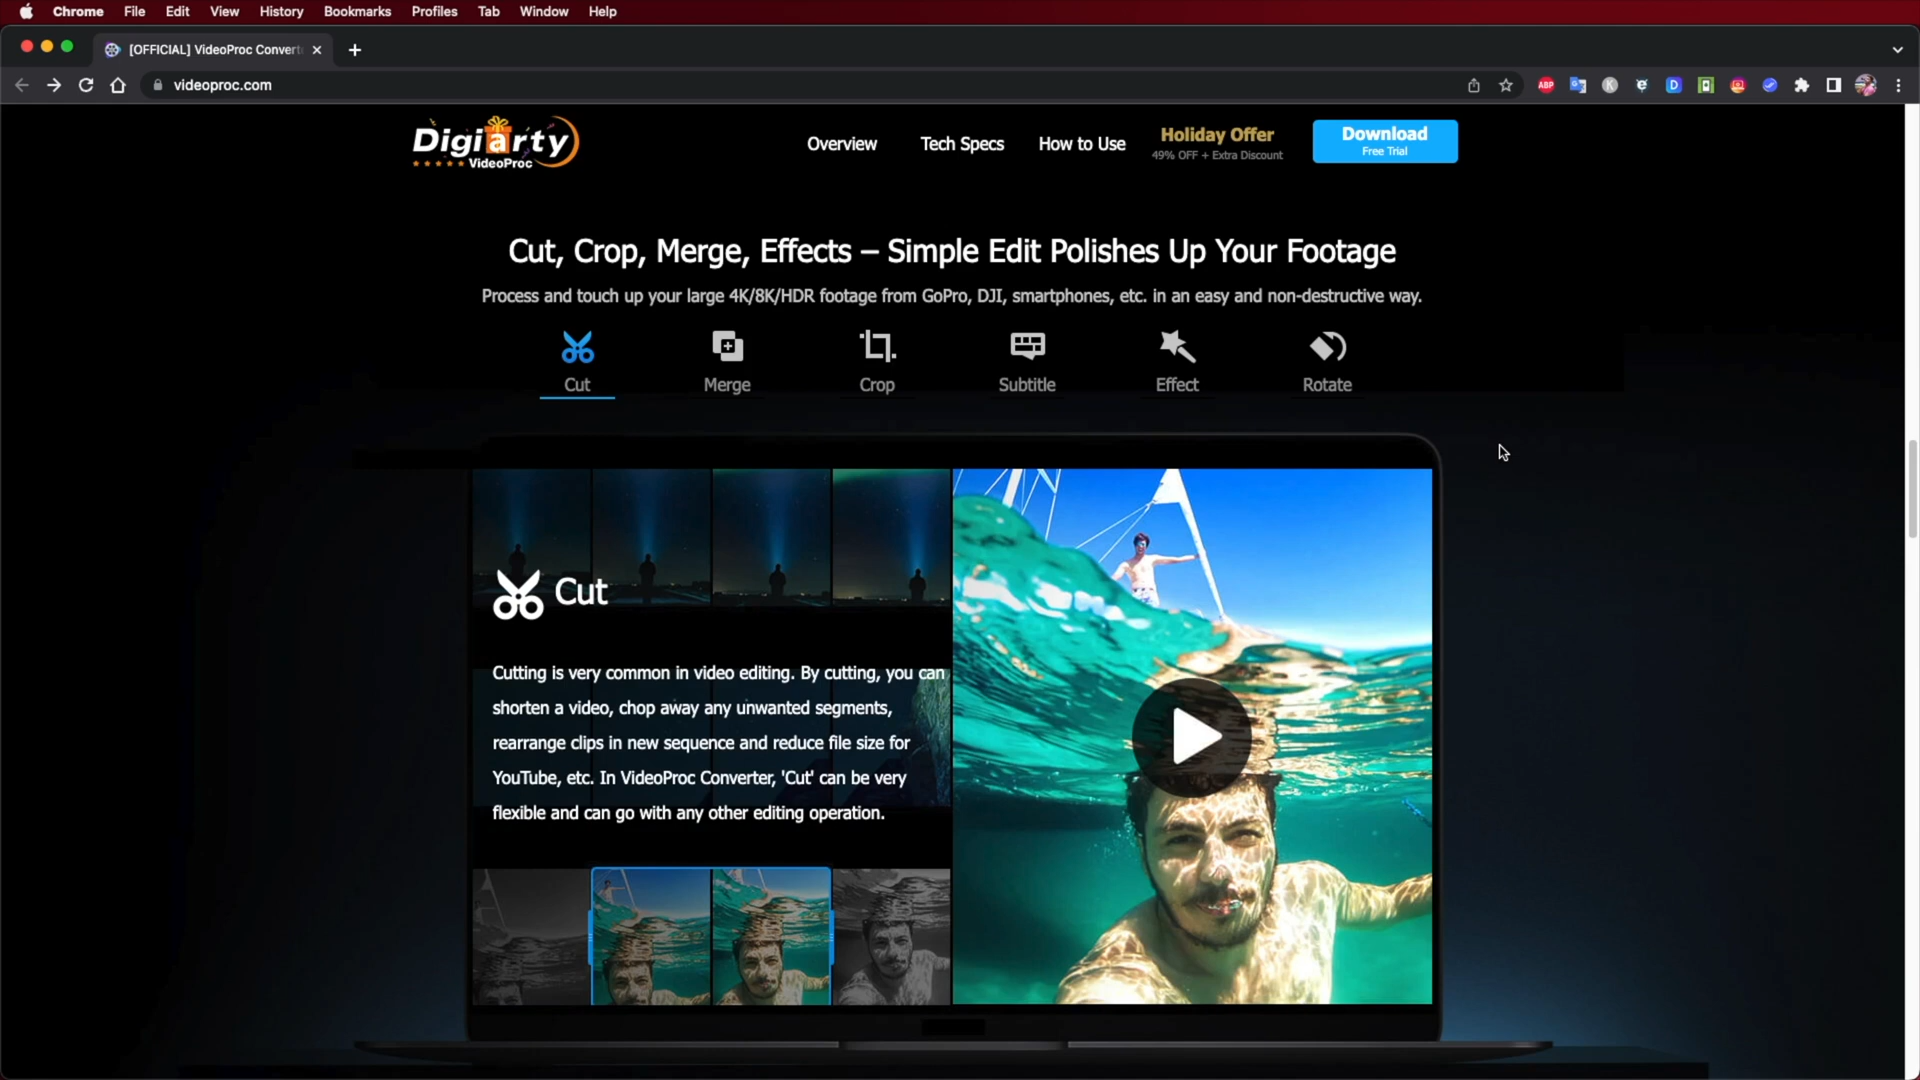 Chrome File Edit View History Bookmarks Profiles Tab Window Help
[OFFICIAL] VideoProc Convert
videoproc.com
ABP
K
D
Digiarty
VideoProc
Overview
Tech Specs
How to Use
Holiday Offer
49% OFF + Extra Discount
Download
Free Trial
Cut, Crop, Merge, Effects – Simple Edit Polishes Up Your Footage
Process and touch up your large 4K/8K/HDR footage from GoPro, DJI, smartphones, etc. in an easy and non-destructive way.
Cut
Merge
Crop
Subtitle
Effect
Rotate
Cut
Cutting is very common in video editing. By cutting, you can
shorten a video, chop away any unwanted segments,
rearrange clips in new sequence and reduce file size for
YouTube, etc. In VideoProc Converter, 'Cut' can be very
flexible and can go with any other editing operation.